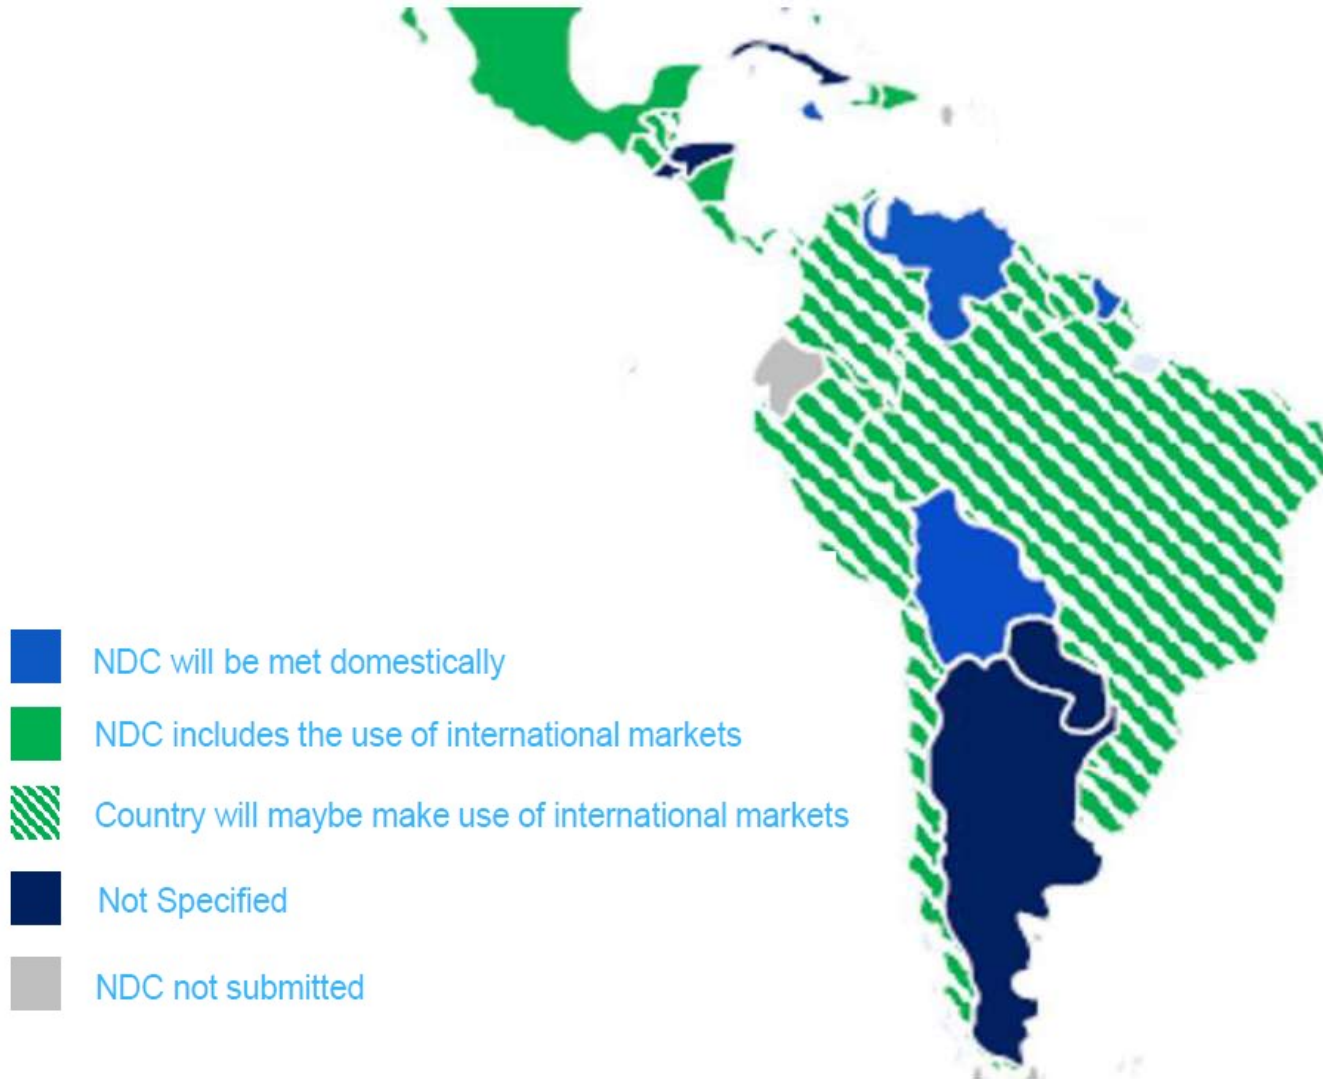 NDC will be met domestically
NDC includes the use of international markets
Country will maybe make use of international markets
Not Specified
NDC not submitted